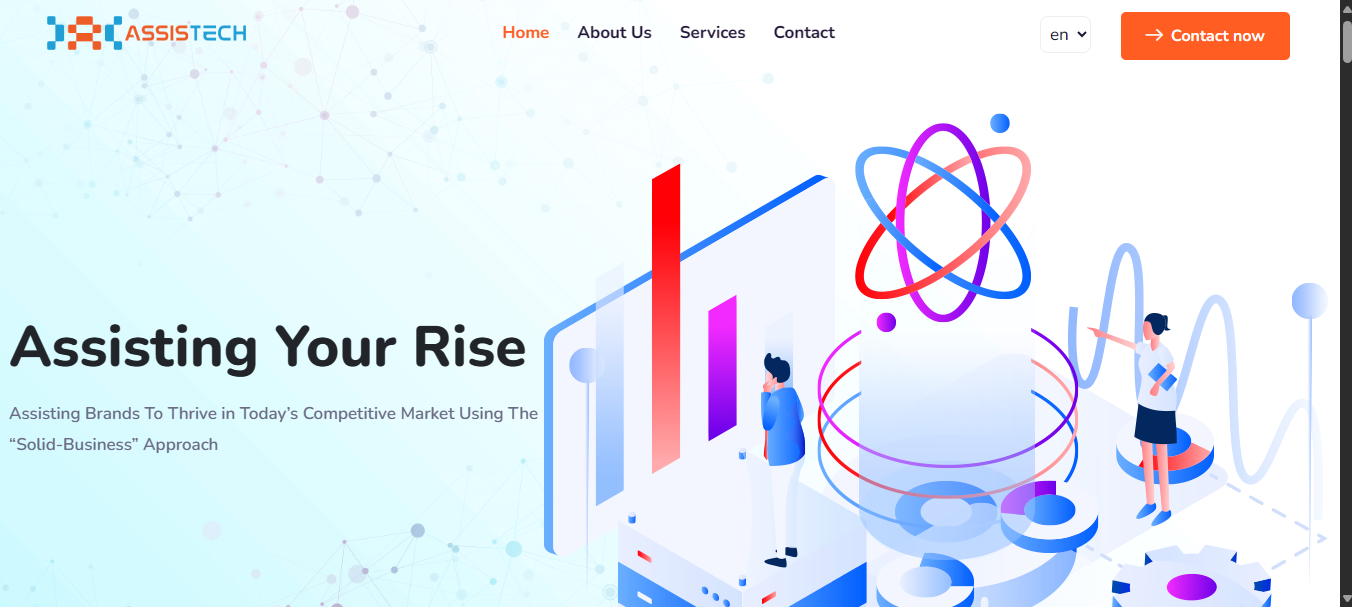 ASSISTECH
Home
About Us
Services
Contact
en
Contact now
Assisting Your Rise
Assisting Brands To Thrive in Today’s Competitive Market Using The
“Solid-Business” Approach